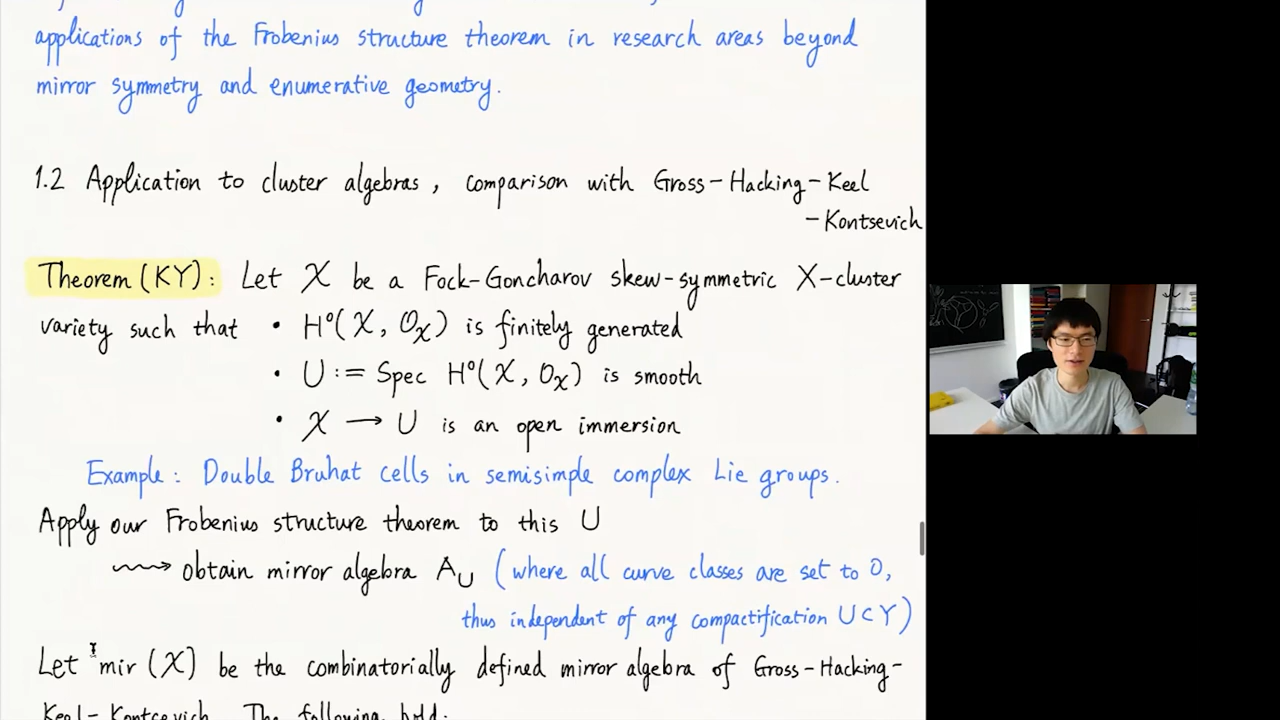 applications of the Frobenius structure theorem in research areas beyond
mirror symmetry and enumerative geometry.
1.2 Application to cluster algebras, comparison with Gross-Hacking-Keel
-Kontsevich
Theorem (KY): Let X be a Fock-Goncharov skew-symmetric X-cluster
variety such that • H⁰(X, O_X) is finitely generated
• U := Spec H⁰(X, O_X) is smooth
• X → U is an open immersion
Example: Double Bruhat cells in semisimple complex Lie groups.
Apply our Frobenius structure theorem to this U
⟿ obtain mirror algebra A_U (where all curve classes are set to 0,
thus independent of any compactification U⊂Y)
Let mir(X) be the combinatorially defined mirror algebra of Gross-Hacking-
Keel-Kontsevich. The following hold: